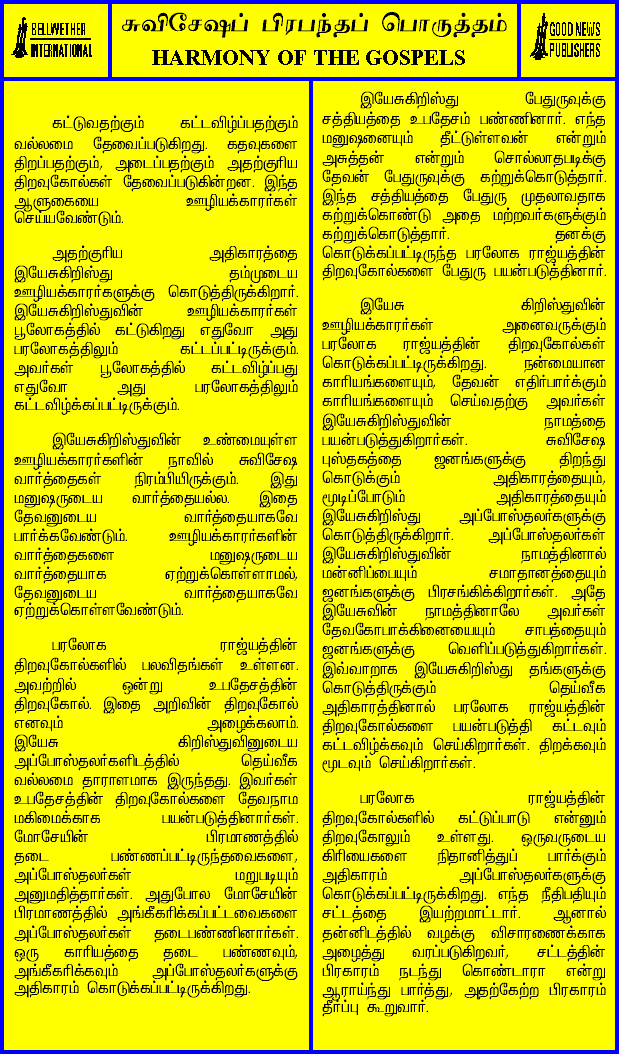 BELLWETHER
INTERNATIONAL
சுவிசேஷப் பிரபந்தப் பொருத்தம்
HARMONY OF THE GOSPELS
GOOD NEWS
PUBLISHERS
கட்டுவதற்கும் கட்டவிழ்ப்பதற்கும்
வல்லமை தேவைப்படுகிறது. கதவுகளை
திறப்பதற்கும், அடைப்பதற்கும் அதற்குரிய
திறவுகோல்கள் தேவைப்படுகின்றன. இந்த
ஆளுகையை ஊழியக்காரர்கள்
செய்யவேண்டும்.
அதற்குரிய அதிகாரத்தை
இயேசுகிறிஸ்து தம்முடைய
ஊழியக்காரர்களுக்கு கொடுத்திருக்கிறார்.
இயேசுகிறிஸ்துவின் ஊழியக்காரர்கள்
பூலோகத்தில் கட்டுகிறது எதுவோ அது
பரலோகத்திலும் கட்டப்பட்டிருக்கும்.
அவர்கள் பூலோகத்தில் கட்டவிழ்ப்பது
எதுவோ அது பரலோகத்திலும்
கட்டவிழ்க்கப்பட்டிருக்கும்.
இயேசுகிறிஸ்துவின் உண்மையுள்ள
ஊழியக்காரர்களின் நாவில் சுவிசேஷ
வார்த்தைகள் நிரம்பியிருக்கும். இது
மனுஷருடைய வார்த்தையல்ல. இதை
தேவனுடைய வார்த்தையாகவே
பார்க்கவேண்டும். ஊழியக்காரர்களின்
வார்த்தைகளை மனுஷருடைய
வார்த்தையாக ஏற்றுக்கொள்ளாமல்,
தேவனுடைய வார்த்தையாகவே
ஏற்றுக்கொள்ளவேண்டும்.
பரலோக ராஜ்யத்தின்
திறவுகோல்களில் பலவிதங்கள் உள்ளன.
அவற்றில் ஒன்று உபதேசத்தின்
திறவுகோல். இதை அறிவின் திறவுகோல்
எனவும் அழைக்கலாம்.
இயேசு கிறிஸ்துவினுடைய
அப்போஸ்தலர்களிடத்தில் தெய்வீக
வல்லமை தாராளமாக இருந்தது. இவர்கள்
உபதேசத்தின் திறவுகோல்களை தேவநாம
மகிமைக்காக பயன்படுத்தினார்கள்.
மோசேயின் பிரமாணத்தில்
தடை பண்ணப்பட்டிருந்தவைகளை,
அப்போஸ்தலர்கள் மறுபடியும்
அனுமதித்தார்கள். அதுபோல மோசேயின்
பிரமாணத்தில் அங்கீகரிக்கப்பட்டவைகளை
அப்போஸ்தலர்கள் தடைபண்ணினார்கள்.
ஒரு காரியத்தை தடை பண்ணவும்,
அங்கீகரிக்கவும் அப்போஸ்தலர்களுக்கு
அதிகாரம் கொடுக்கப்பட்டிருக்கிறது.
இயேசுகிறிஸ்து பேதுருவுக்கு
சத்தியத்தை உபதேசம் பண்ணினார். எந்த
மனுஷனையும் தீட்டுள்ளவன் என்றும்
அசுத்தன் என்றும் சொல்லாதபடிக்கு
தேவன் பேதுருவுக்கு கற்றுக்கொடுத்தார்.
இந்த சத்தியத்தை பேதுரு முதலாவதாக
கற்றுக்கொண்டு அதை மற்றவர்களுக்கும்
கற்றுக்கொடுத்தார். தனக்கு
கொடுக்கப்பட்டிருந்த பரலோக ராஜ்யத்தின்
திறவுகோல்களை பேதுரு பயன்படுத்தினார்.
இயேசு கிறிஸ்துவின்
ஊழியக்காரர்கள் அனைவருக்கும்
பரலோக ராஜ்யத்தின் திறவுகோல்கள்
கொடுக்கப்பட்டிருக்கிறது. நன்மையான
காரியங்களையும், தேவன் எதிர்பார்க்கும்
காரியங்களையும் செய்வதற்கு அவர்கள்
இயேசுகிறிஸ்துவின் நாமத்தை
பயன்படுத்துகிறார்கள். சுவிசேஷ
புஸ்தகத்தை ஜனங்களுக்கு திறந்து
கொடுக்கும் அதிகாரத்தையும்,
மூடிப்போடும் அதிகாரத்தையும்
இயேசுகிறிஸ்து அப்போஸ்தலர்களுக்கு
கொடுத்திருக்கிறார். அப்போஸ்தலர்கள்
இயேசுகிறிஸ்துவின் நாமத்தினால்
மன்னிப்பையும் சமாதானத்தையும்
ஜனங்களுக்கு பிரசங்கிக்கிறார்கள். அதே
இயேசுவின் நாமத்தினாலே அவர்கள்
தேவகோபாக்கினையையும் சாபத்தையும்
ஜனங்களுக்கு வெளிப்படுத்துகிறார்கள்.
இவ்வாறாக இயேசுகிறிஸ்து தங்களுக்கு
கொடுத்திருக்கும் தெய்வீக
அதிகாரத்தினால் பரலோக ராஜ்யத்தின்
திறவுகோல்களை பயன்படுத்தி கட்டவும்
கட்டவிழ்க்கவும் செய்கிறார்கள். திறக்கவும்
மூடவும் செய்கிறார்கள்.
பரலோக ராஜ்யத்தின்
திறவுகோல்களில் கட்டுப்பாடு என்னும்
திறவுகோலும் உள்ளது. ஒருவருடைய
கிரியைகளை நிதானித்துப் பார்க்கும்
அதிகாரம் அப்போஸ்தலர்களுக்கு
கொடுக்கப்பட்டிருக்கிறது. எந்த நீதிபதியும்
சட்டத்தை இயற்றமாட்டார். ஆனால்
தன்னிடத்தில் வழக்கு விசாரணைக்காக
அழைத்து வரப்படுகிறவர், சட்டத்தின்
பிரகாரம் நடந்து கொண்டாரா என்று
ஆராய்ந்து பார்த்து, அதற்கேற்ற பிரகாரம்
தீர்ப்பு கூறுவார்.